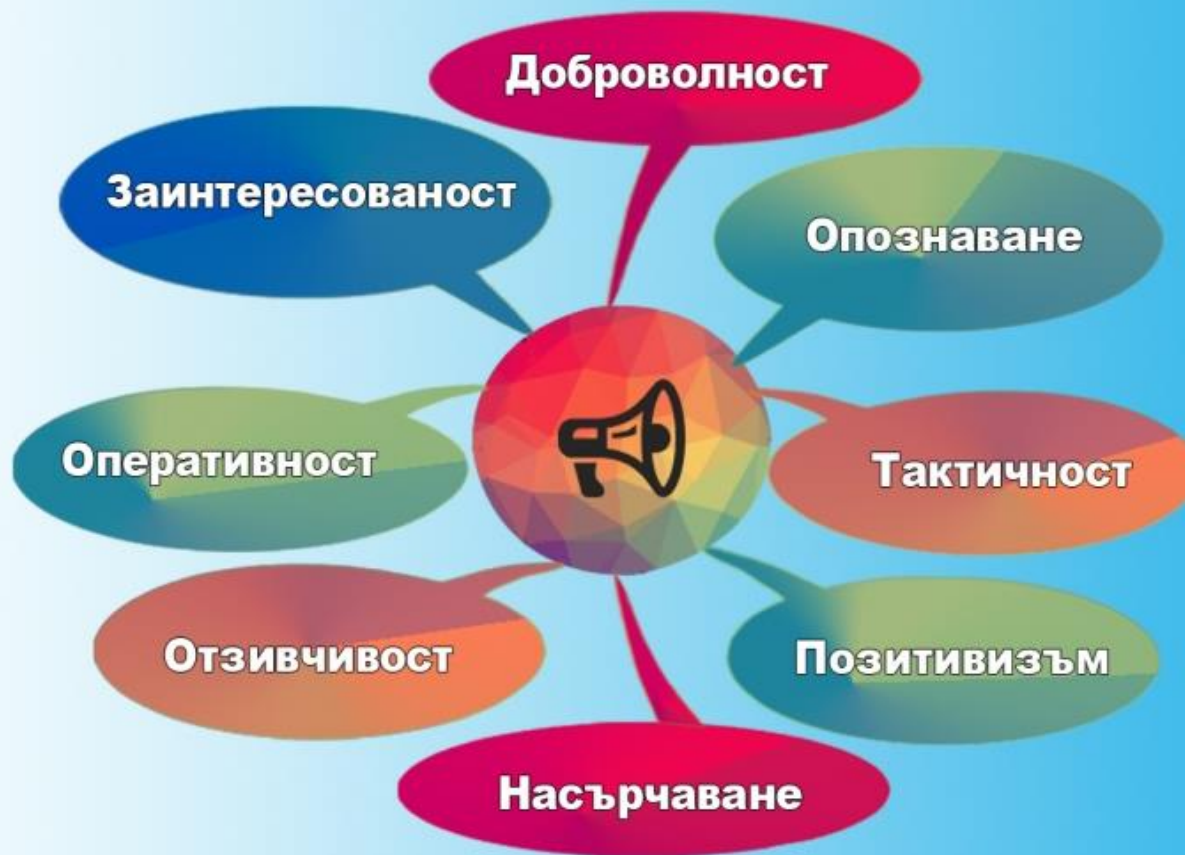 Доброволност
Заинтересованост
Опознаване
Оперативност
Тактичност
Отзивчивост
Позитивизъм
Насърчаване